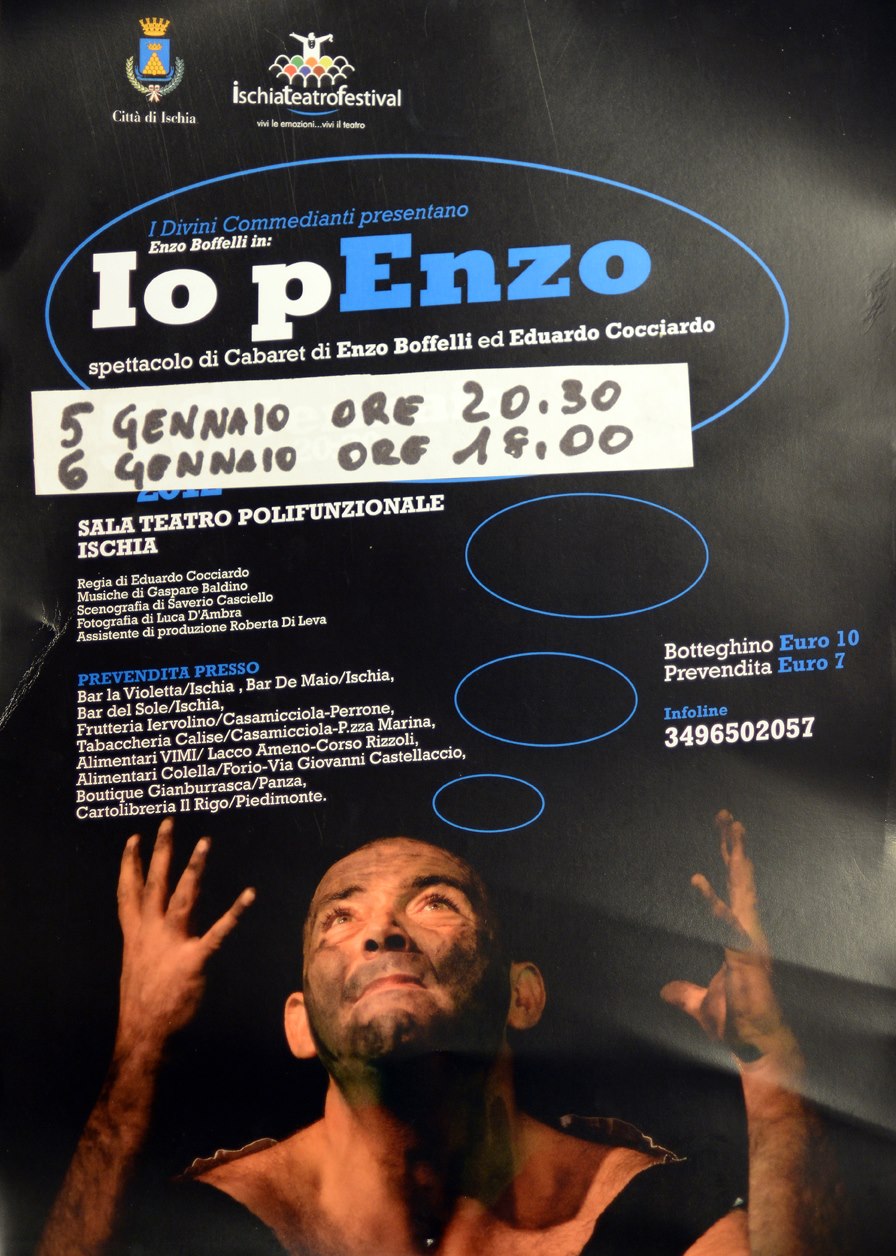 Città di Ischia
ischiaTeatroFestival
vivi le emozioni...vivi il teatro
I Divini Commedianti presentano
Enzo Boffelli in:
Io pEnzo
spettacolo di Cabaret di Enzo Boffelli ed Eduardo Cocciardo
5 GENNAIO ORE 20.30
6 GENNAIO ORE 18.00
SALA TEATRO POLIFUNZIONALE
ISCHIA
Regia di Eduardo Cocciardo
Musiche di Gaspare Baldino
Scenografia di Saverio Casciello
Fotografia di Luca D'Ambra
Assistente di produzione Roberta Di Leva
PREVENDITA PRESSO
Bar la Violetta/Ischia , Bar De Maio/Ischia,
Bar del Sole/Ischia,
Frutteria Iervolino/Casamicciola-Perrone,
Tabaccheria Calise/Casamicciola-P.zza Marina,
Alimentari VIMI/ Lacco Ameno-Corso Rizzoli,
Alimentari Colella/Forio-Via Giovanni Castellaccio,
Boutique Gianburrasca/Panza,
Cartolibreria Il Rigo/Piedimonte.
Botteghino Euro 10
Prevendita Euro 7
Infoline
3496502057